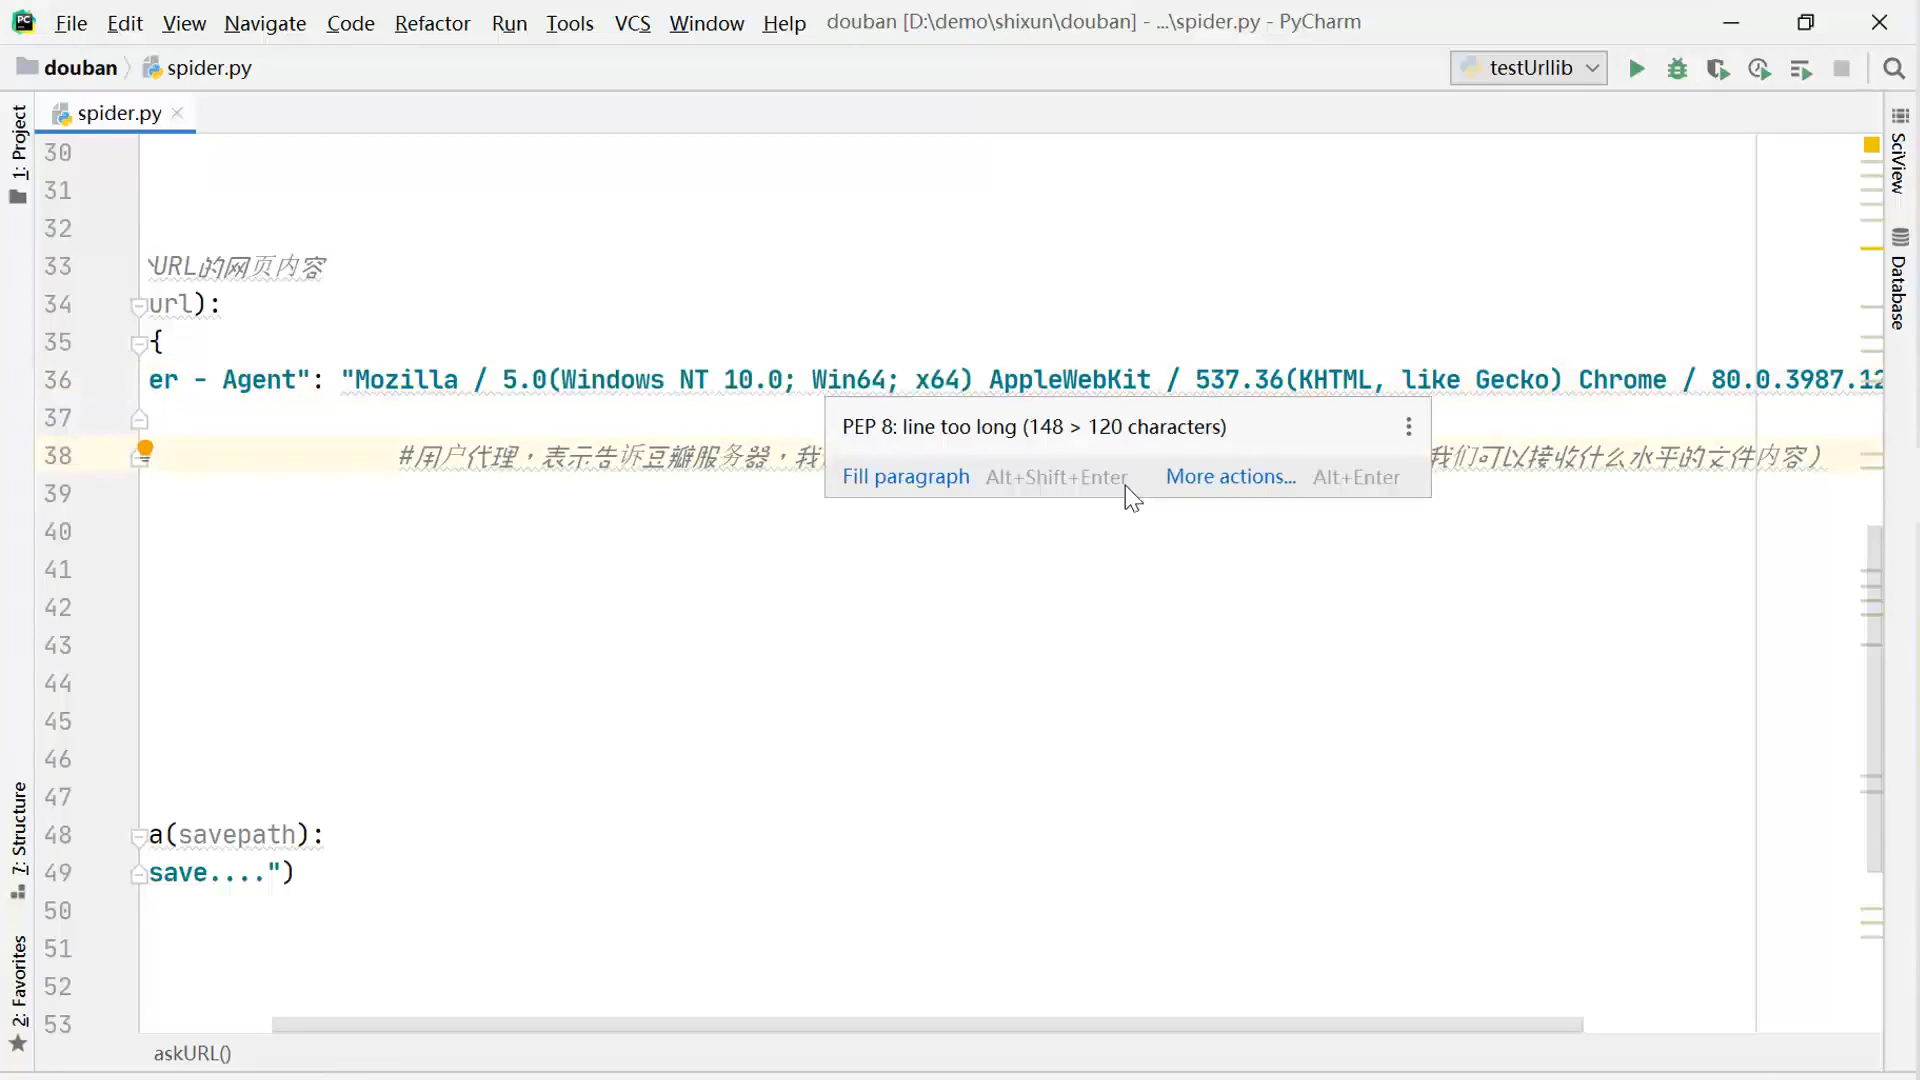 File Edit View Navigate Code Refactor Run Tools VCS Window Help douban [D:\demo\shixun\douban] - ...\spider.py - PyCharm
douban spider.py testUrllib
spider.py
1: Project
7: Structure
2: Favorites
SciView
Database
30
31
32
33 URL的网页内容
34 url):
35 {
36 er - Agent": "Mozilla / 5.0(Windows NT 10.0; Win64; x64) AppleWebKit / 537.36(KHTML, like Gecko) Chrome / 80.0.3987.12
37
PEP 8: line too long (148 > 120 characters)
38 #用户代理，表示告诉豆瓣服务器，我 我们可以接收什么水平的文件内容）
Fill paragraph Alt+Shift+Enter More actions... Alt+Enter
39
40
41
42
43
44
45
46
47
48 a(savepath):
49 save....")
50
51
52
53
askURL()